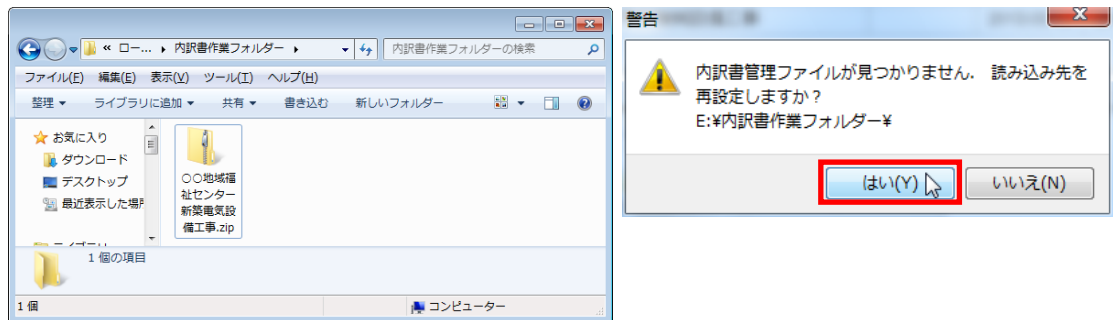 « ロー... ▸ 内訳書作業フォルダー ▸
内訳書作業フォルダーの検索
ファイル(F) 編集(E) 表示(V) ツール(T) ヘルプ(H)
整理 ▼ ライブラリに追加 ▼ 共有 ▼ 書き込む 新しいフォルダー
お気に入り
ダウンロード
デスクトップ
最近表示した場所
○○地域福
祉センター
新築電気設
備工事.zip
1 個の項目
1 個
コンピューター
警告
内訳書管理ファイルが見つかりません． 読み込み先を
再設定しますか？
E:¥内訳書作業フォルダー¥
はい(Y)
いいえ(N)